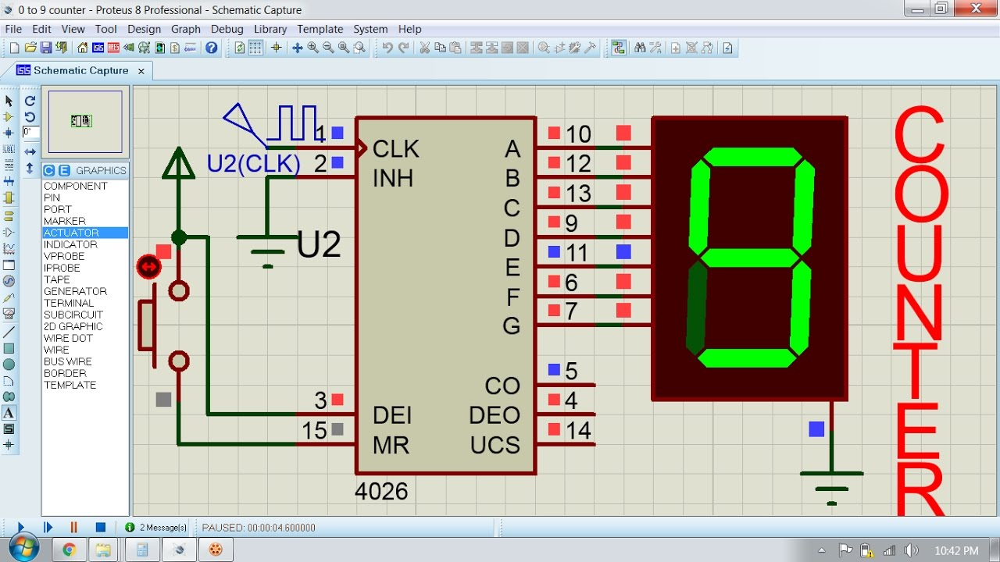 0 to 9 counter - Proteus 8 Professional - Schematic Capture
File Edit View Tool Design Graph Debug Library Template System Help
Schematic Capture
0°
LBL
C E GRAPHICS
COMPONENT
PIN
PORT
MARKER
ACTUATOR
INDICATOR
VPROBE
IPROBE
TAPE
GENERATOR
TERMINAL
SUBCIRCUIT
2D GRAPHIC
WIRE DOT
WIRE
BUS WIRE
BORDER
TEMPLATE
A
S
U2(CLK)
1
2
3
15
CLK
INH
DEI
MR
U2
4026
A
B
C
D
E
F
G
CO
DEO
UCS
10
12
13
9
11
6
7
5
4
14
9
COUNTER
2 Message(s)
PAUSED: 00:00:04.600000
10:42 PM